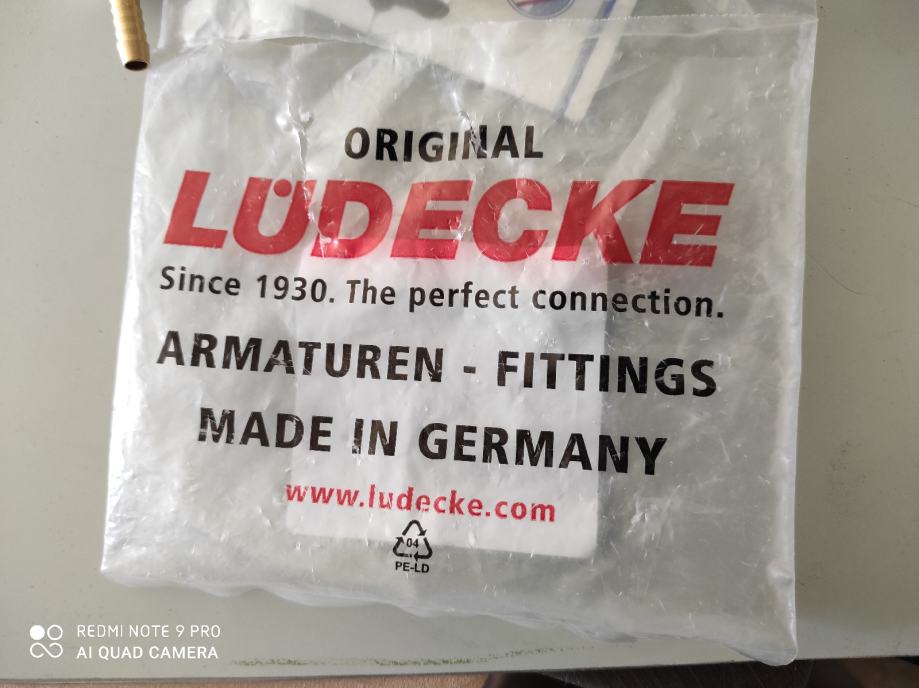 ORIGINAL
LÜDECKE
Since 1930. The perfect connection.
ARMATUREN - FITTINGS
MADE IN GERMANY
www.ludecke.com
04
PE-LD
REDMI NOTE 9 PRO
AI QUAD CAMERA